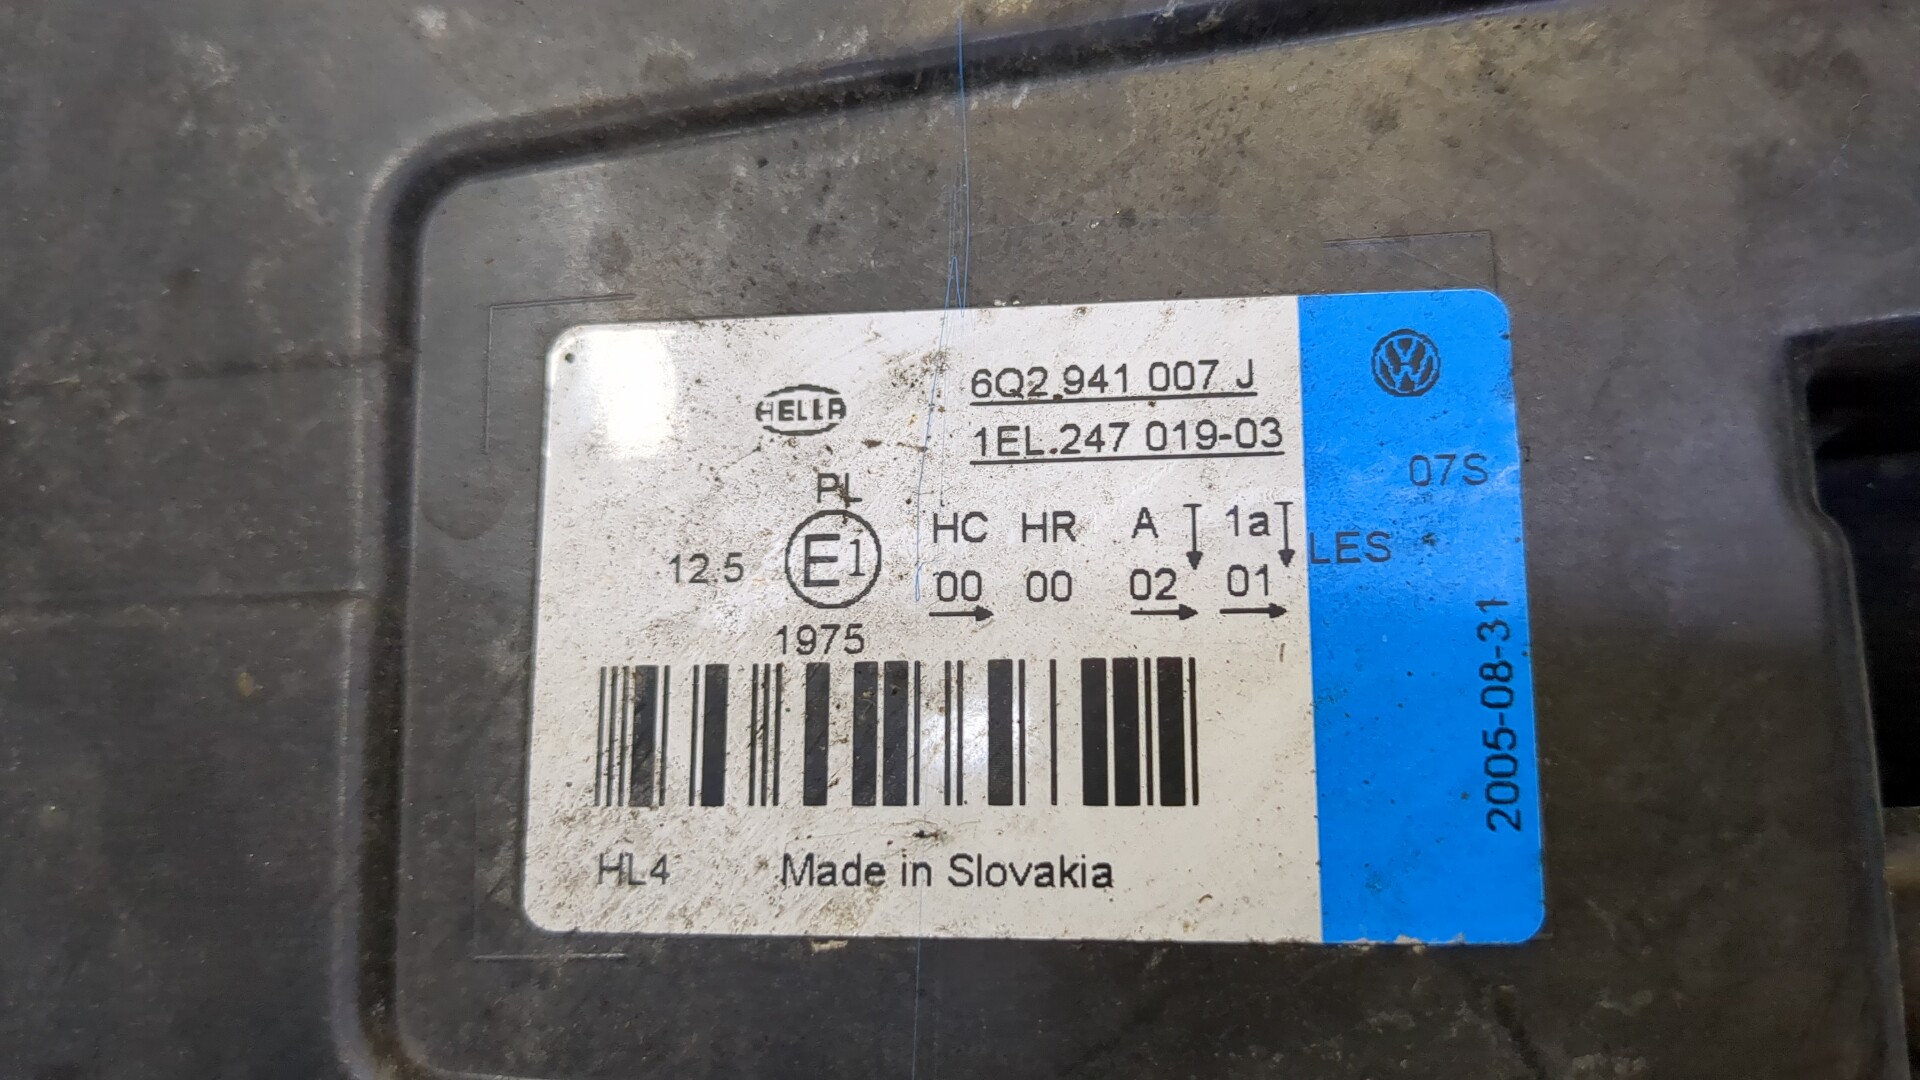 HELLA
6Q2 941 007 J
1EL.247 019-03
07S
PL
12.5 E1 HC HR A 1a LES
00 00 02 01
1975
2005-08-31
HL4 Made in Slovakia